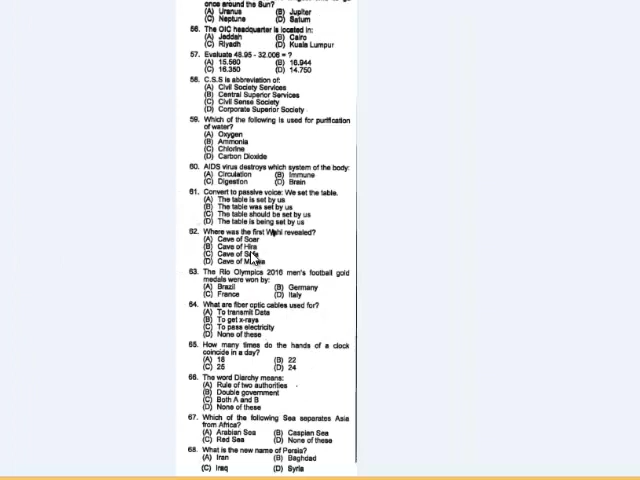 once around the Sun?
(A) Uranus (B) Jupiter
(C) Neptune (D) Saturn
56. The OIC headquarter is located in:
(A) Jeddah (B) Cairo
(C) Riyadh (D) Kuala Lumpur
57. Evaluate 48.95 - 32.006 = ?
(A) 15.560 (B) 16.944
(C) 16.350 (D) 14.750
58. C.S.S is abbreviation of:
(A) Civil Society Services
(B) Central Superior Services
(C) Civil Sense Society
(D) Corporate Superior Society
59. Which of the following is used for purification
of water?
(A) Oxygen
(B) Ammonia
(C) Chlorine
(D) Carbon Dioxide
60. AIDS virus destroys which system of the body:
(A) Circulation (B) Immune
(C) Digestion (D) Brain
61. Convert to passive voice: We set the table.
(A) The table is set by us
(B) The table was set by us
(C) The table should be set by us
(D) The table is being set by us
62. Where was the first Wahi revealed?
(A) Cave of Soar
(B) Cave of Hira
(C) Cave of
(D) Cave of
63. The Rio Olympics 2016 men's football gold
medals were won by:
(A) Brazil (B) Germany
(C) France (D) Italy
64. What are fiber optic cables used for?
(A) To transmit Data
(B) To get x-rays
(C) To pass electricity
(D) None of these
65. How many times do the hands of a clock
coincide in a day?
(A) 18 (B) 22
(C) 26 (D) 24
66. The word Diarchy means:
(A) Rule of two authorities
(B) Double government
(C) Both A and B
(D) None of these
67. Which of the following Sea separates Asia
from Africa?
(A) Arabian Sea (B) Caspian Sea
(C) Red Sea (D) None of these
68. What is the new name of Persia?
(A) Iran (B) Baghdad
(C) Iraq (D) Syria